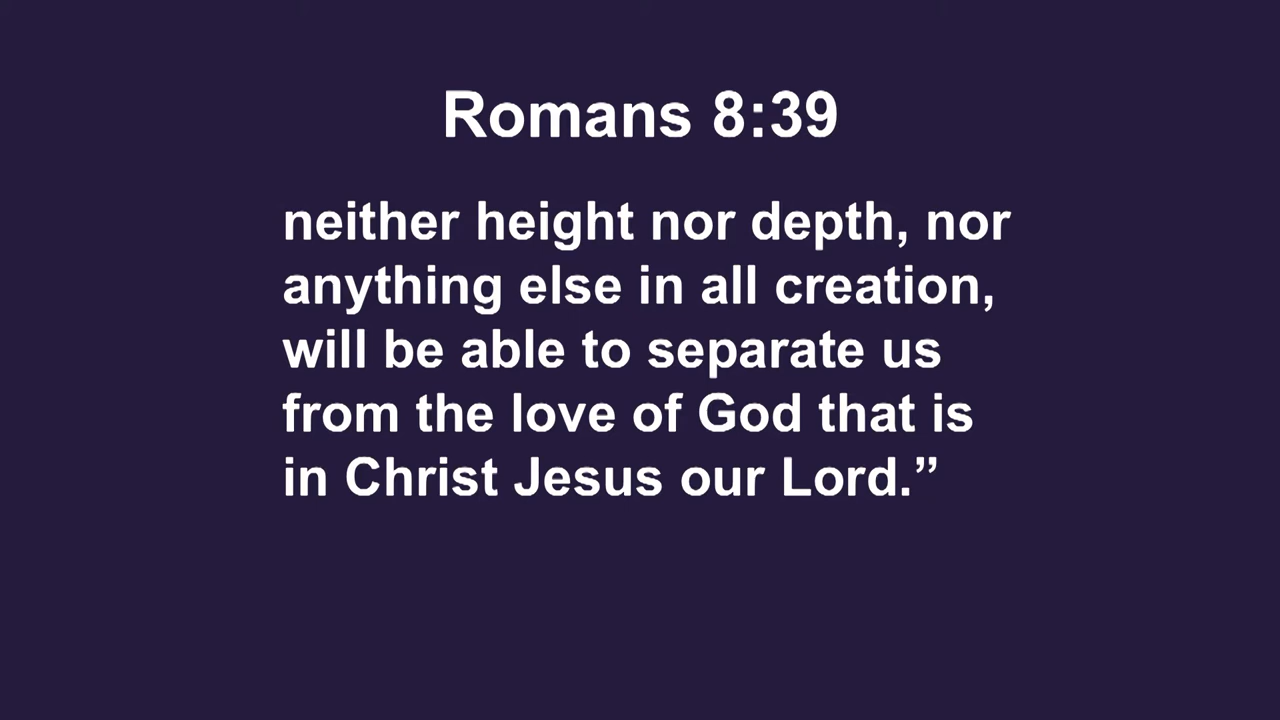 Romans 8:39
neither height nor depth, nor
anything else in all creation,
will be able to separate us
from the love of God that is
in Christ Jesus our Lord.”